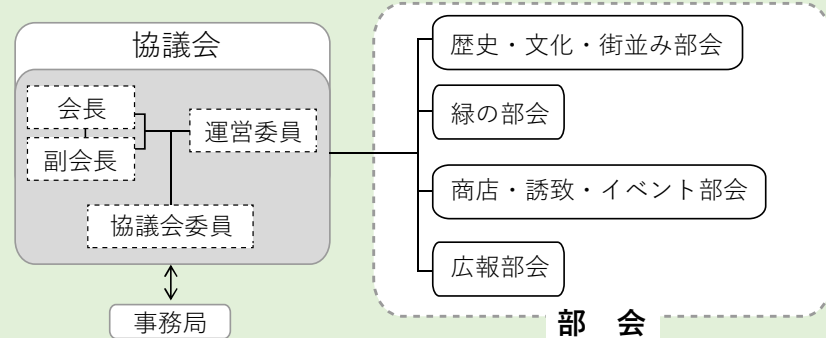 協議会
会長
副会長
運営委員
協議会委員
事務局
歴史・文化・街並み部会
緑の部会
商店・誘致・イベント部会
広報部会
部　会